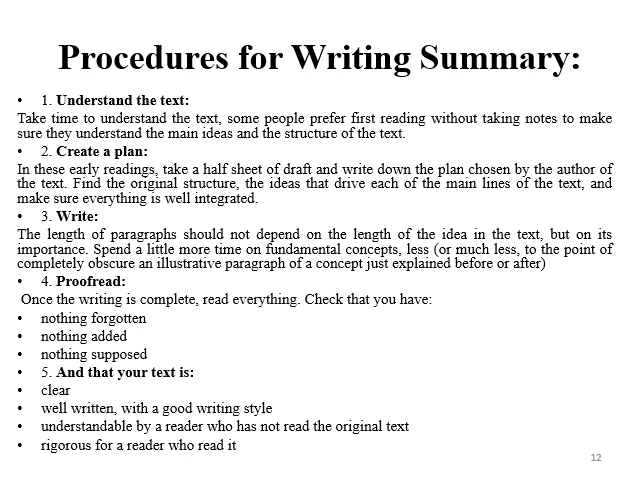 Procedures for Writing Summary:
• 1. Understand the text:
Take time to understand the text, some people prefer first reading without taking notes to make
sure they understand the main ideas and the structure of the text.
• 2. Create a plan:
In these early readings, take a half sheet of draft and write down the plan chosen by the author of
the text. Find the original structure, the ideas that drive each of the main lines of the text, and
make sure everything is well integrated.
• 3. Write:
The length of paragraphs should not depend on the length of the idea in the text, but on its
importance. Spend a little more time on fundamental concepts, less (or much less, to the point of
completely obscure an illustrative paragraph of a concept just explained before or after)
• 4. Proofread:
Once the writing is complete, read everything. Check that you have:
• nothing forgotten
• nothing added
• nothing supposed
• 5. And that your text is:
• clear
• well written, with a good writing style
• understandable by a reader who has not read the original text
• rigorous for a reader who read it
12